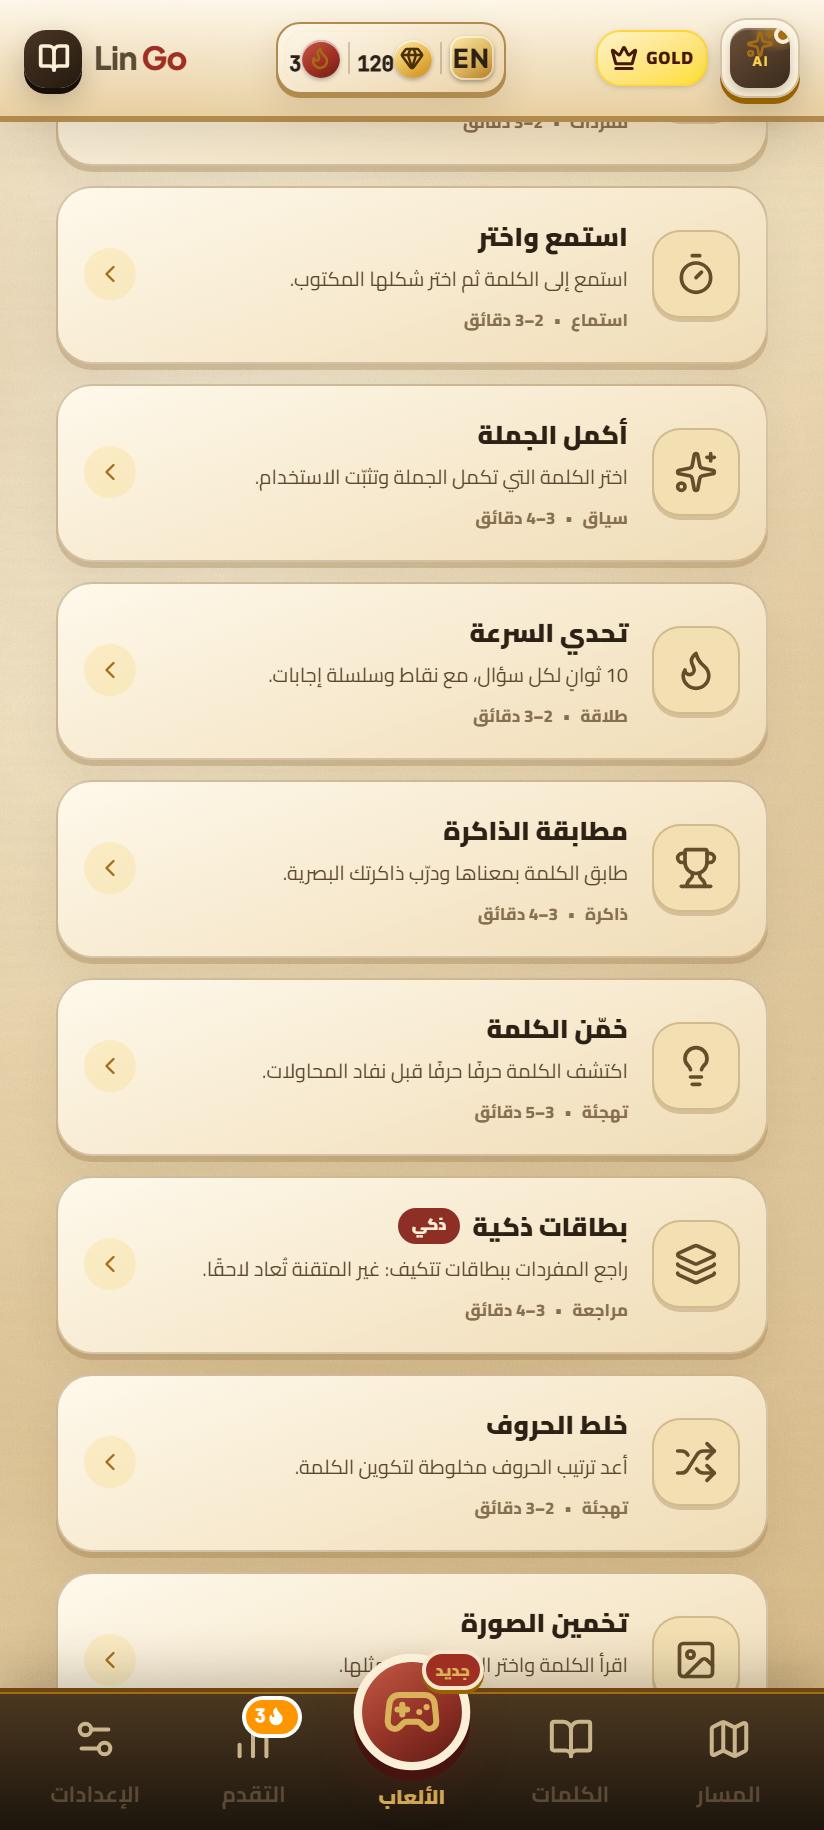 Lin Go
3
120
EN
GOLD
AI
مفردات ▪ 2–3 دقائق
استمع واختر
استمع إلى الكلمة ثم اختر شكلها المكتوب.
استماع ▪ 2–3 دقائق
أكمل الجملة
اختر الكلمة التي تكمل الجملة وتثبّت الاستخدام.
سياق ▪ 3–4 دقائق
تحدي السرعة
10 ثوانٍ لكل سؤال، مع نقاط وسلسلة إجابات.
طلاقة ▪ 2–3 دقائق
مطابقة الذاكرة
طابق الكلمة بمعناها ودرّب ذاكرتك البصرية.
ذاكرة ▪ 3–4 دقائق
خمّن الكلمة
اكتشف الكلمة حرفًا حرفًا قبل نفاد المحاولات.
تهجئة ▪ 3–5 دقائق
بطاقات ذكية ذكي
راجع المفردات ببطاقات تتكيف: غير المتقنة تُعاد لاحقًا.
مراجعة ▪ 3–4 دقائق
خلط الحروف
أعد ترتيب الحروف مخلوطة لتكوين الكلمة.
تهجئة ▪ 2–3 دقائق
تخمين الصورة
اقرأ الكلمة واختر
جديد
3
المسار
الكلمات
الألعاب
التقدم
الإعدادات